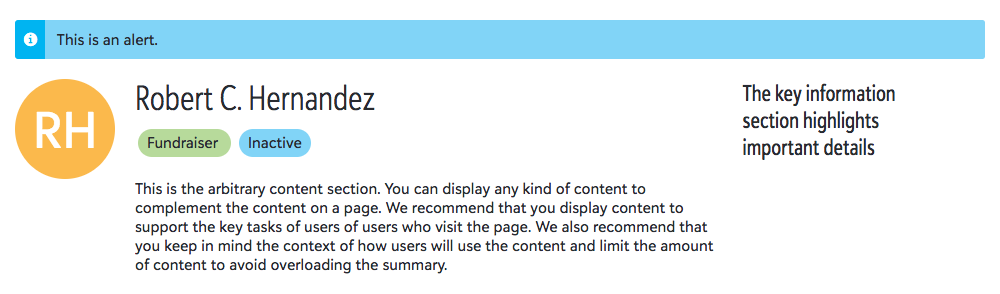 This is an alert.
RH
Robert C. Hernandez
Fundraiser
Inactive
This is the arbitrary content section. You can display any kind of content to
complement the content on a page. We recommend that you display content to
support the key tasks of users of users who visit the page. We also recommend that
you keep in mind the context of how users will use the content and limit the amount
of content to avoid overloading the summary.
The key information
section highlights
important details